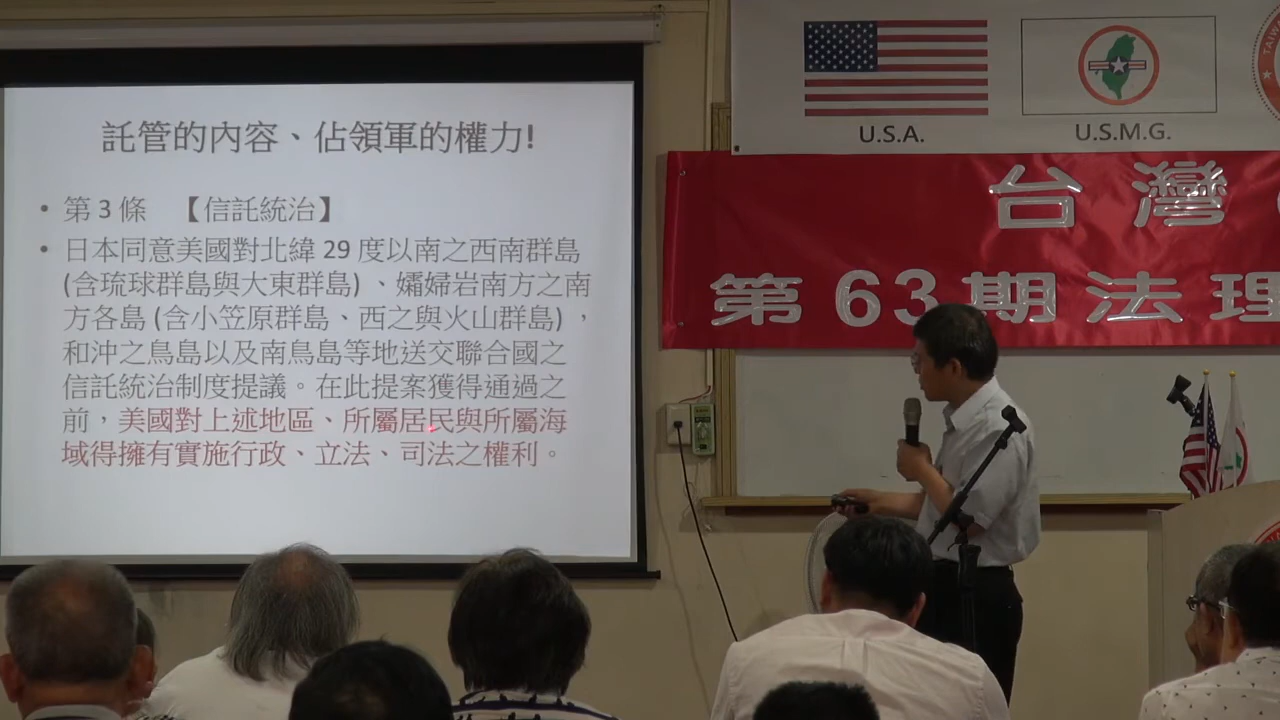 託管的內容、佔領軍的權力!
• 第 3 條 【信託統治】
• 日本同意美國對北緯 29 度以南之西南群島
(含琉球群島與大東群島) 、孀婦岩南方之南
方各島 (含小笠原群島、西之與火山群島) ，
和沖之鳥島以及南鳥島等地送交聯合國之
信託統治制度提議。在此提案獲得通過之
前，美國對上述地區、所屬居民與所屬海
域得擁有實施行政、立法、司法之權利。
U.S.A.
U.S.M.G.
台灣
第63期法理